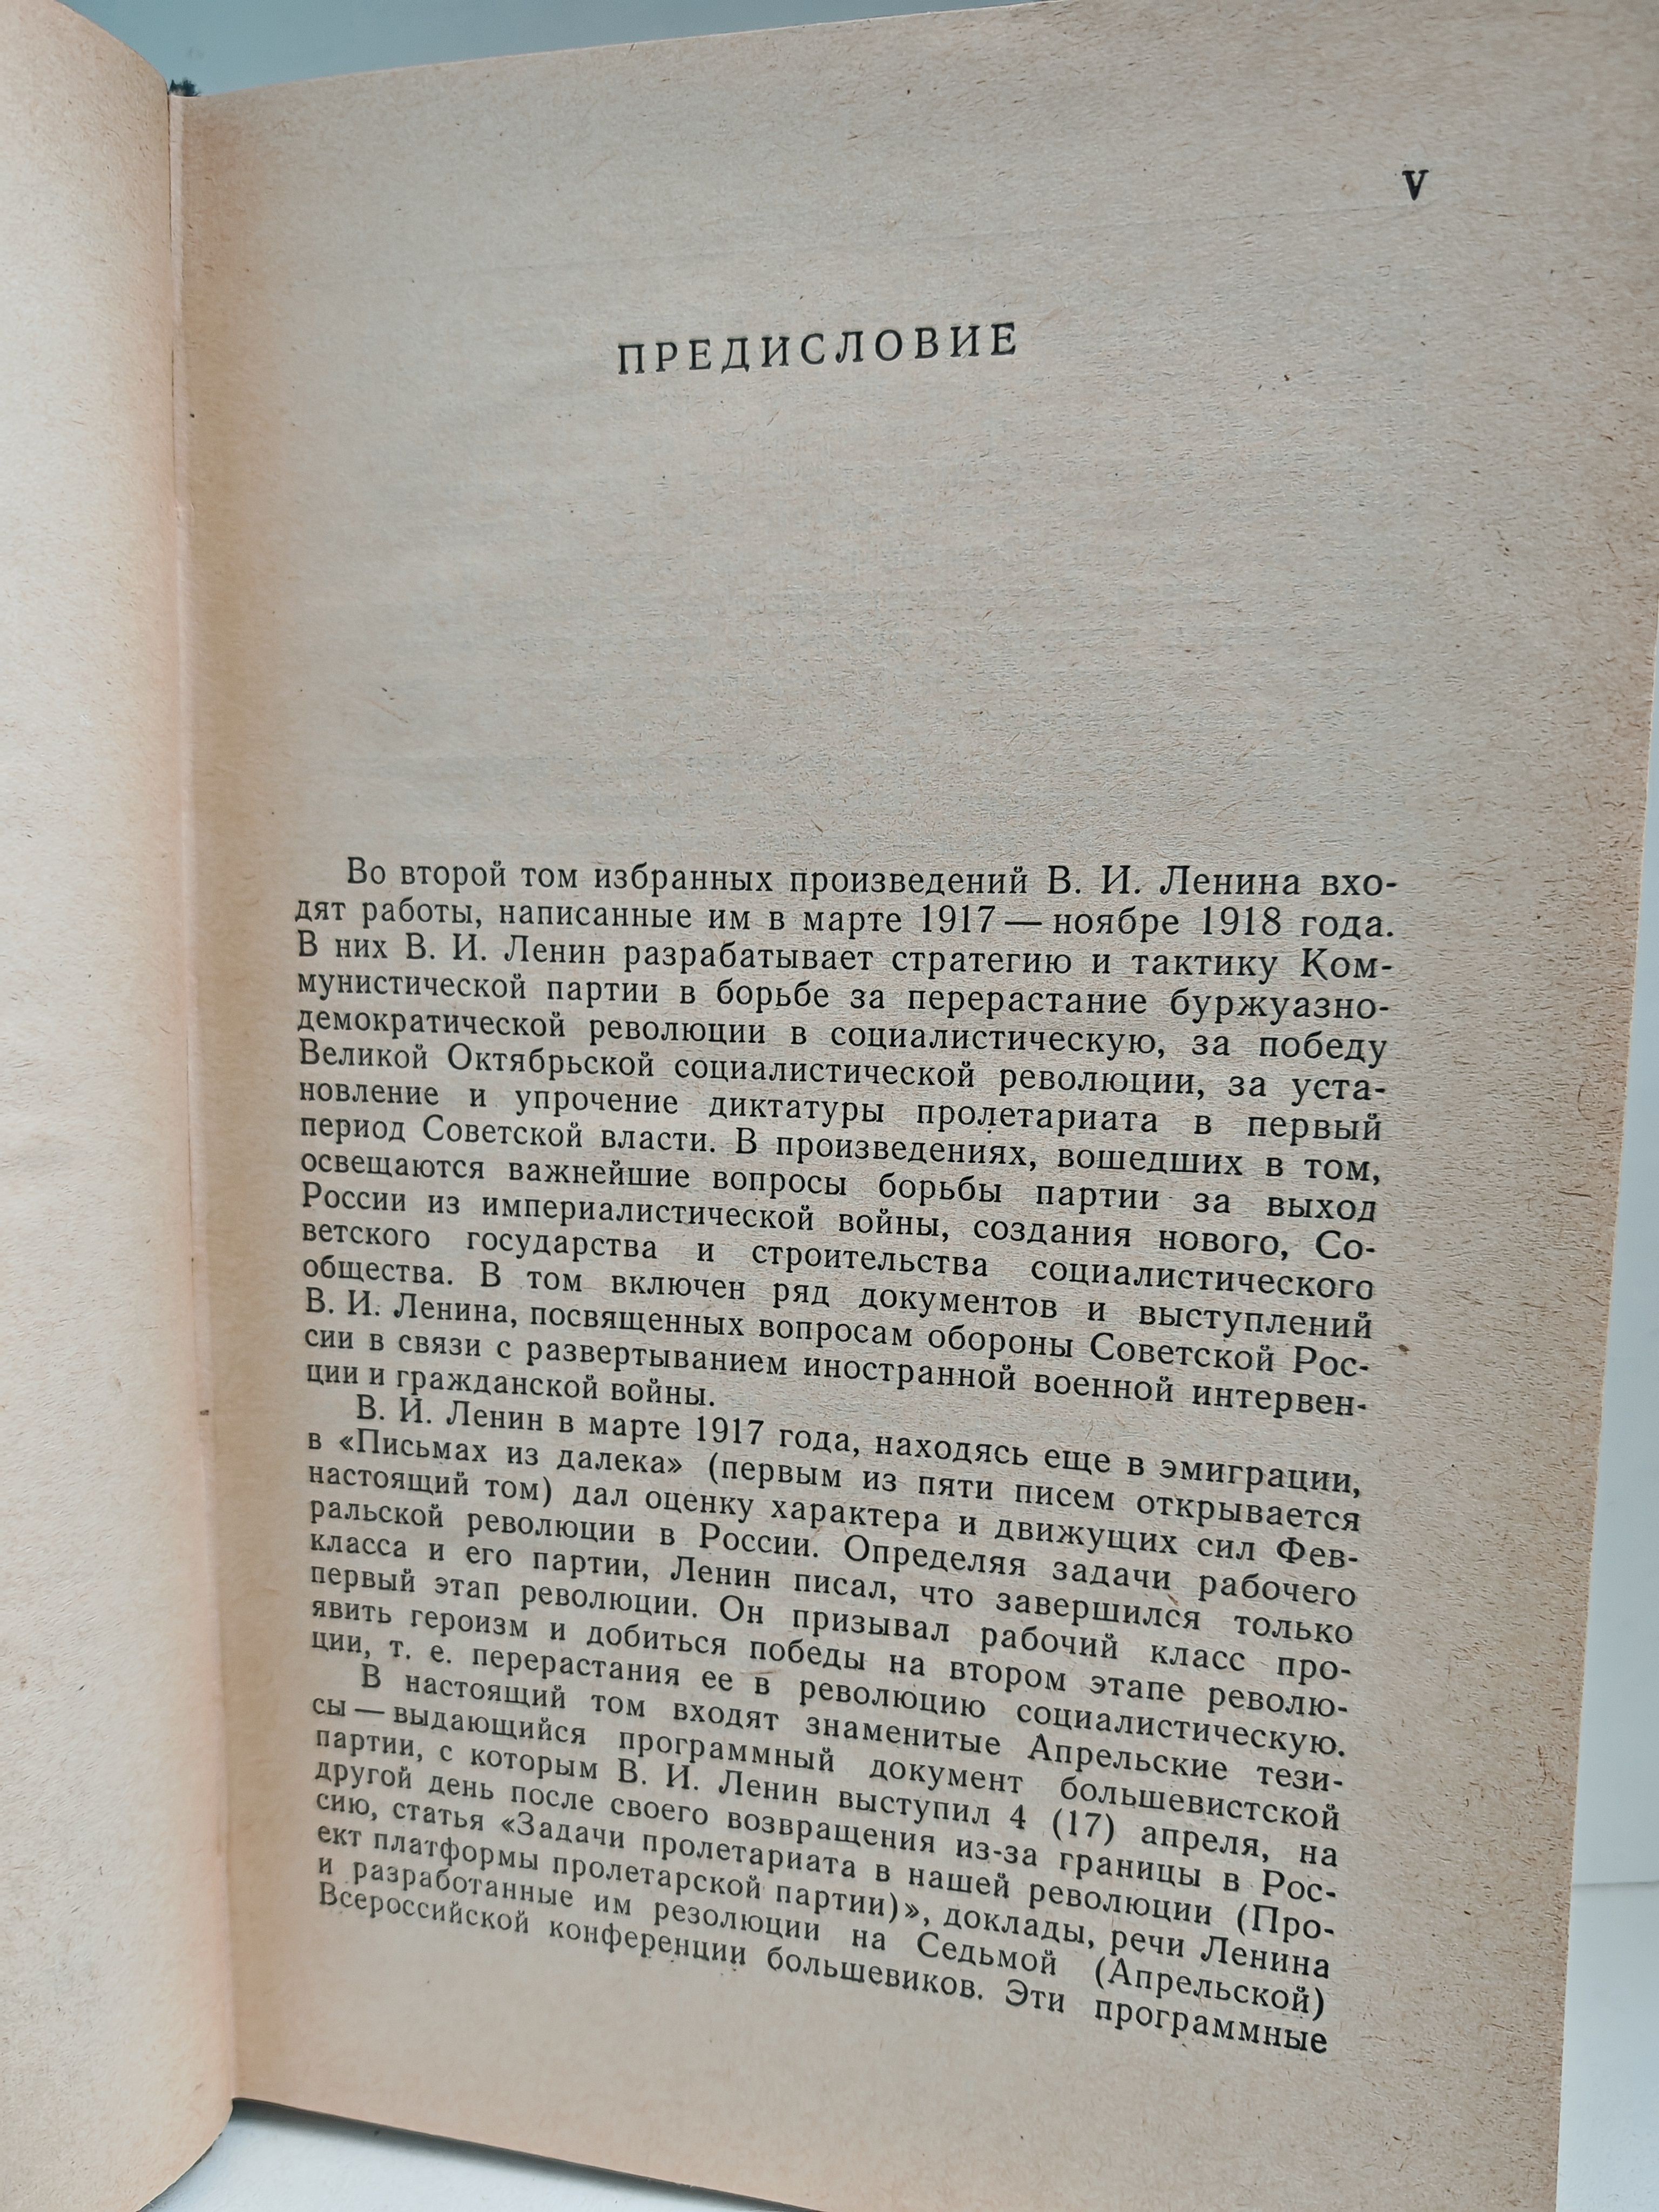 V
ПРЕДИСЛОВИЕ
Во второй том избранных произведений В. И. Ленина вхо-
дят работы, написанные им в марте 1917 — ноябре 1918 года.
В них В. И. Ленин разрабатывает стратегию и тактику Ком-
мунистической партии в борьбе за перерастание буржуазно-
демократической революции в социалистическую, за победу
Великой Октябрьской социалистической революции, за уста-
новление и упрочение диктатуры пролетариата в первый
период Советской власти. В произведениях, вошедших в том,
освещаются важнейшие вопросы борьбы партии за выход
России из империалистической войны, создания нового, Со-
ветского государства и строительства социалистического
общества. В том включен ряд документов и выступлений
В. И. Ленина, посвященных вопросам обороны Советской Рос-
сии в связи с развертыванием иностранной военной интервен-
ции и гражданской войны.
В. И. Ленин в марте 1917 года, находясь еще в эмиграции,
в «Письмах из далека» (первым из пяти писем открывается
настоящий том) дал оценку характера и движущих сил Фев-
ральской революции в России. Определяя задачи рабочего
класса и его партии, Ленин писал, что завершился только
первый этап революции. Он призывал рабочий класс про-
явить героизм и добиться победы на втором этапе револю-
ции, т. е. перерастания ее в революцию социалистическую.
В настоящий том входят знаменитые Апрельские тези-
сы — выдающийся программный документ большевистской
партии, с которым В. И. Ленин выступил 4 (17) апреля, на
другой день после своего возвращения из-за границы в Рос-
сию, статья «Задачи пролетариата в нашей революции (Про-
ект платформы пролетарской партии)», доклады, речи Ленина
и разработанные им резолюции на Седьмой (Апрельской)
Всероссийской конференции большевиков. Эти программные